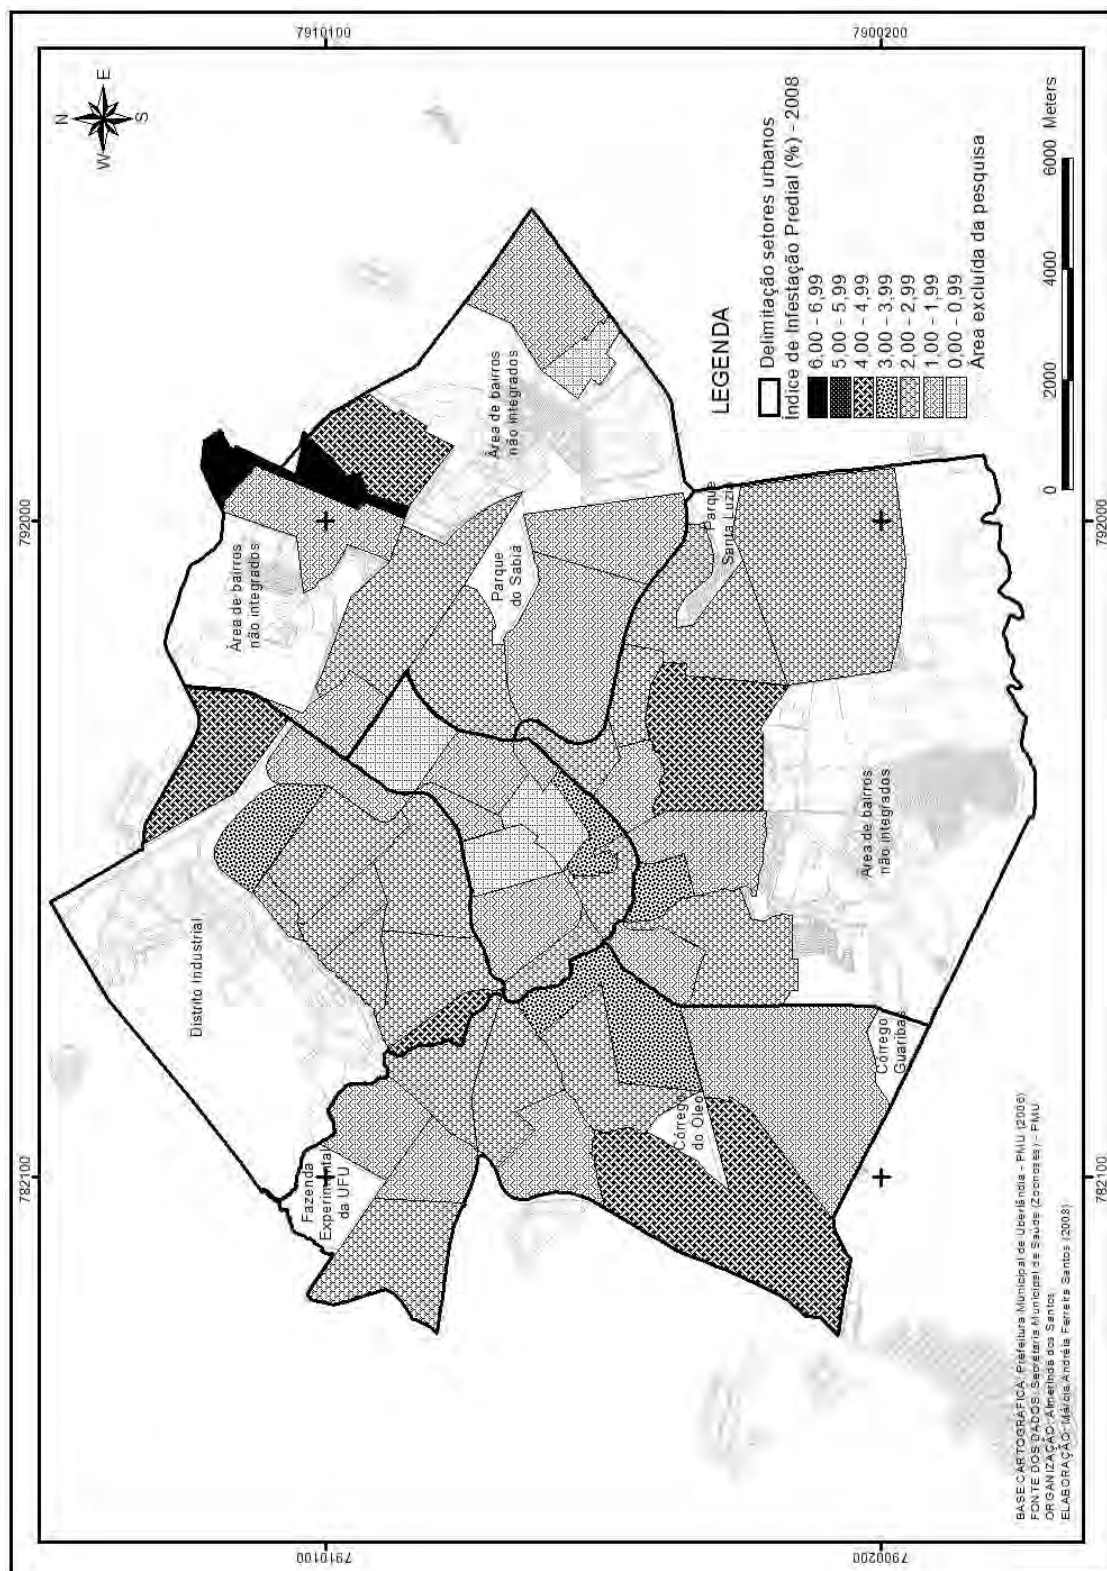 7910100
7900200
N
E
S
W
792000
792000
782100
782100
7910100
7900200
Distrito Industrial
Área de bairros
não integrados
Área de bairros
não integrados
Parque
do Sabiá
Parque
Santa Luzia
Área de bairros
não integrados
Fazenda
Experimental
da UFU
Córrego
do Óleo
Córrego
Guaribas
LEGENDA
Delimitação setores urbanos
Índice de Infestação Predial (%) - 2008
6,00 - 6,99
5,00 - 5,99
4,00 - 4,99
3,00 - 3,99
2,00 - 2,99
1,00 - 1,99
0,00 - 0,99
Área excluída da pesquisa
0 2000 4000 6000 Meters
BASE CARTOGRÁFICA: Prefeitura Municipal de Uberlândia - PMU (2006)
FONTE DOS DADOS: Secretaria Municipal de Saúde (Zoonoses) - PMU
ORGANIZAÇÃO: Almerinda dos Santos
ELABORAÇÃO: Márcia Andréia Ferreira Santos (2008)